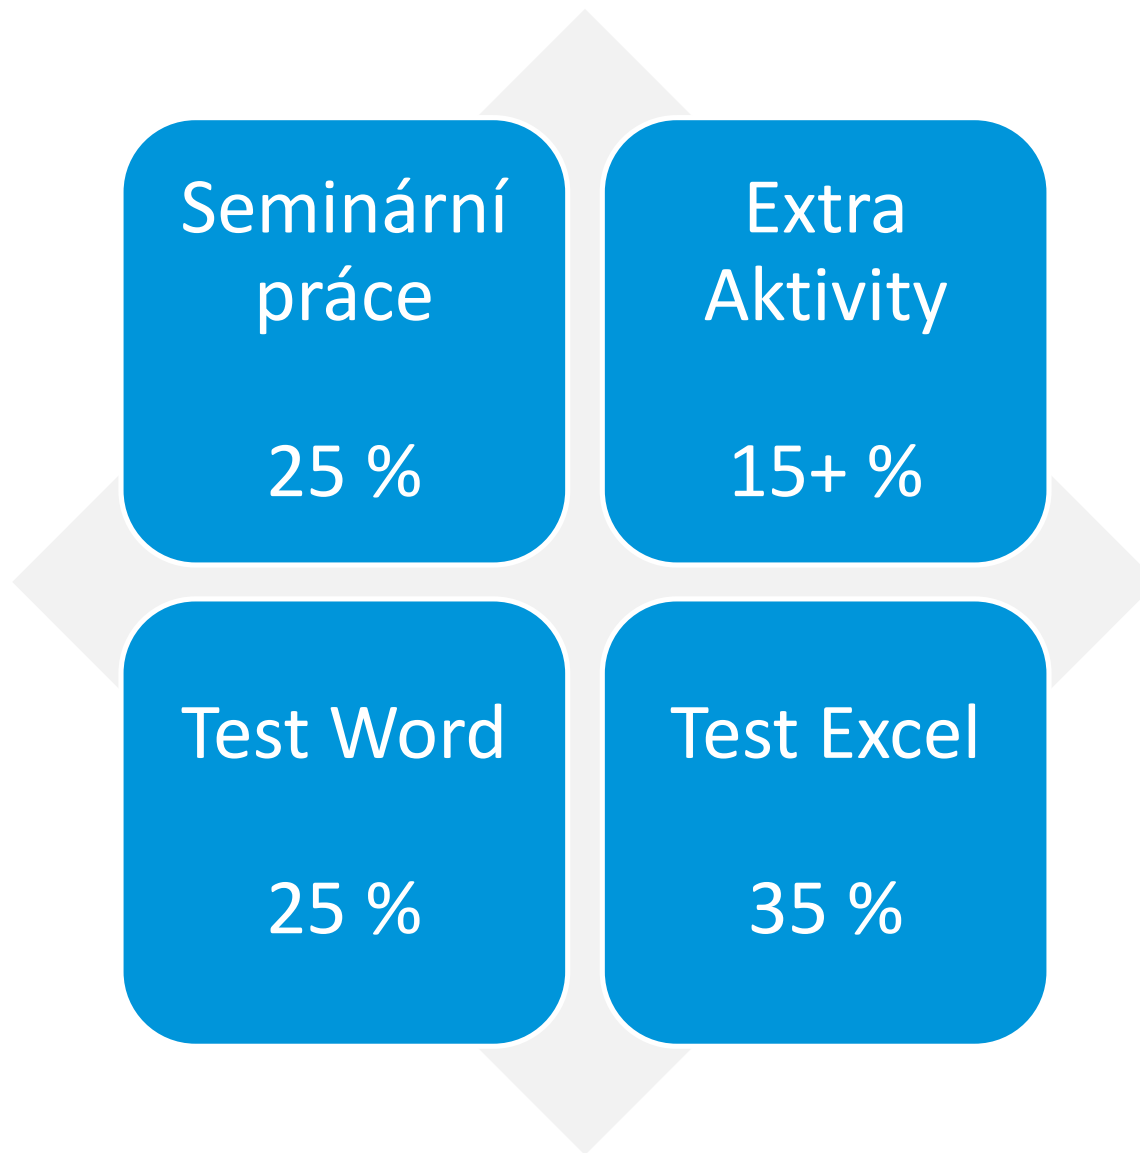 Seminární
práce
25 %
Extra
Aktivity
15+ %
Test Word
25 %
Test Excel
35 %